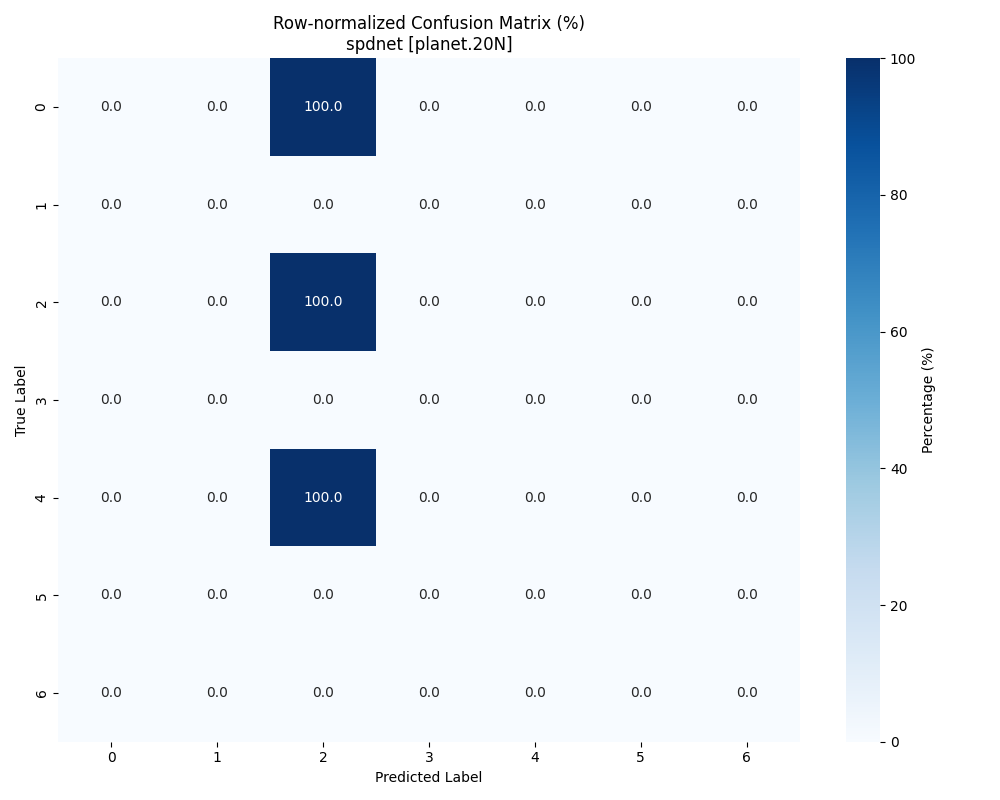 Row-normalized Confusion Matrix (%)
spdnet [planet.20N]
0 0.0 0.0 100.0 0.0 0.0 0.0 0.0
1 0.0 0.0 0.0 0.0 0.0 0.0 0.0
2 0.0 0.0 100.0 0.0 0.0 0.0 0.0
3 0.0 0.0 0.0 0.0 0.0 0.0 0.0
4 0.0 0.0 100.0 0.0 0.0 0.0 0.0
5 0.0 0.0 0.0 0.0 0.0 0.0 0.0
6 0.0 0.0 0.0 0.0 0.0 0.0 0.0
0 1 2 3 4 5 6
Predicted Label
True Label
100
80
60
40
20
0
Percentage (%)